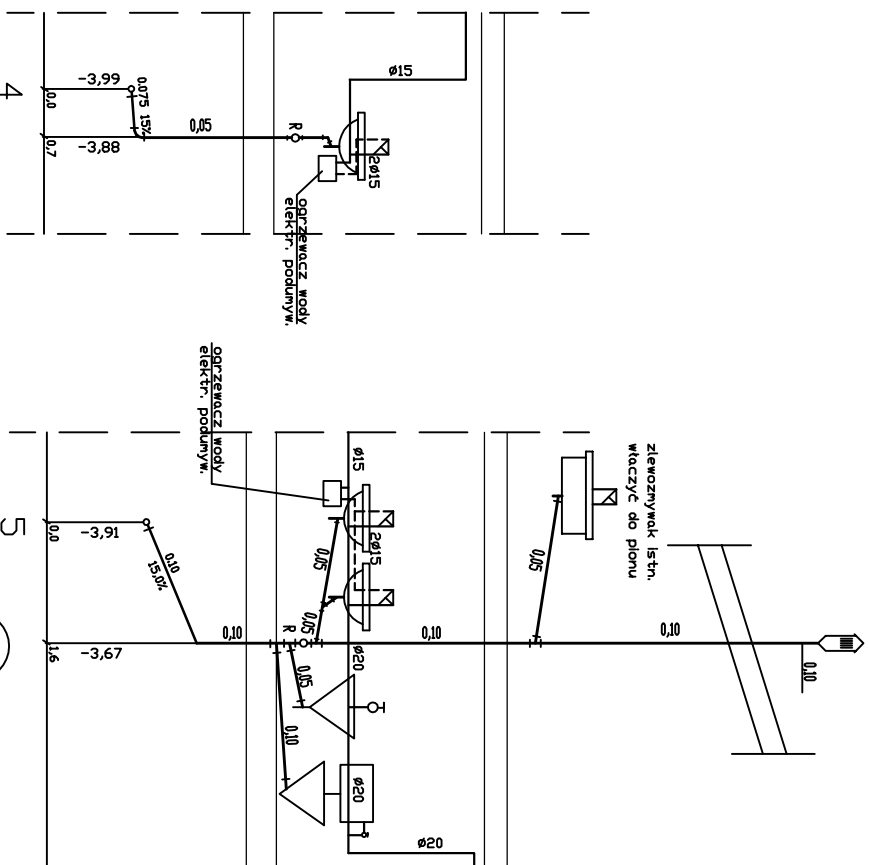 ø15
-3,99
0.075 15%
0,0
0,05
R
-3,88
0,7
2ø15
4
ogrzewacz wody
elektr. podumyw.
ogrzewacz wody
elektr. podumyw.
zlewozmywak istn.
włączyć do pionu
ø15
2ø15
0,05
0,05
0,05
-3,91
0,0
0.10
15,0%
5
0,10
R
0,10
0,10
0,10
-3,67
1,6
0,05
ø20
0,10
ø20
ø20